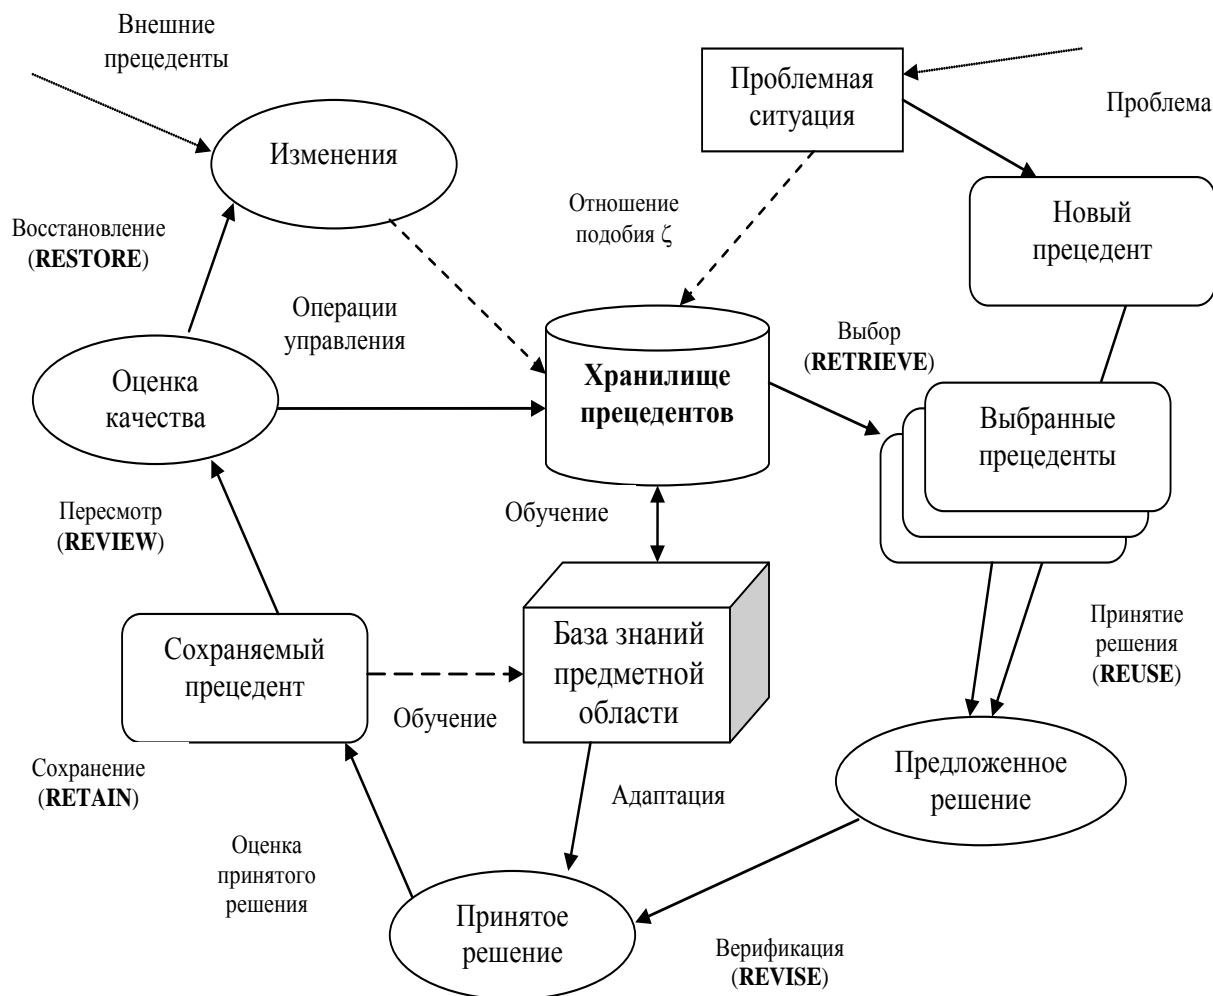 Внешние
прецеденты
Проблемная
ситуация
Проблема
Изменения
Отношение
подобия ζ
Новый
прецедент
Восстановление
(RESTORE)
Операции
управления
Выбор
(RETRIEVE)
Оценка
качества
Хранилище
прецедентов
Выбранные
прецеденты
Пересмотр
(REVIEW)
Обучение
Принятие
решения
(REUSE)
Сохраняемый
прецедент
База знаний
предметной
области
Обучение
Сохранение
(RETAIN)
Адаптация
Предложенное
решение
Оценка
принятого
решения
Принятое
решение
Верификация
(REVISE)